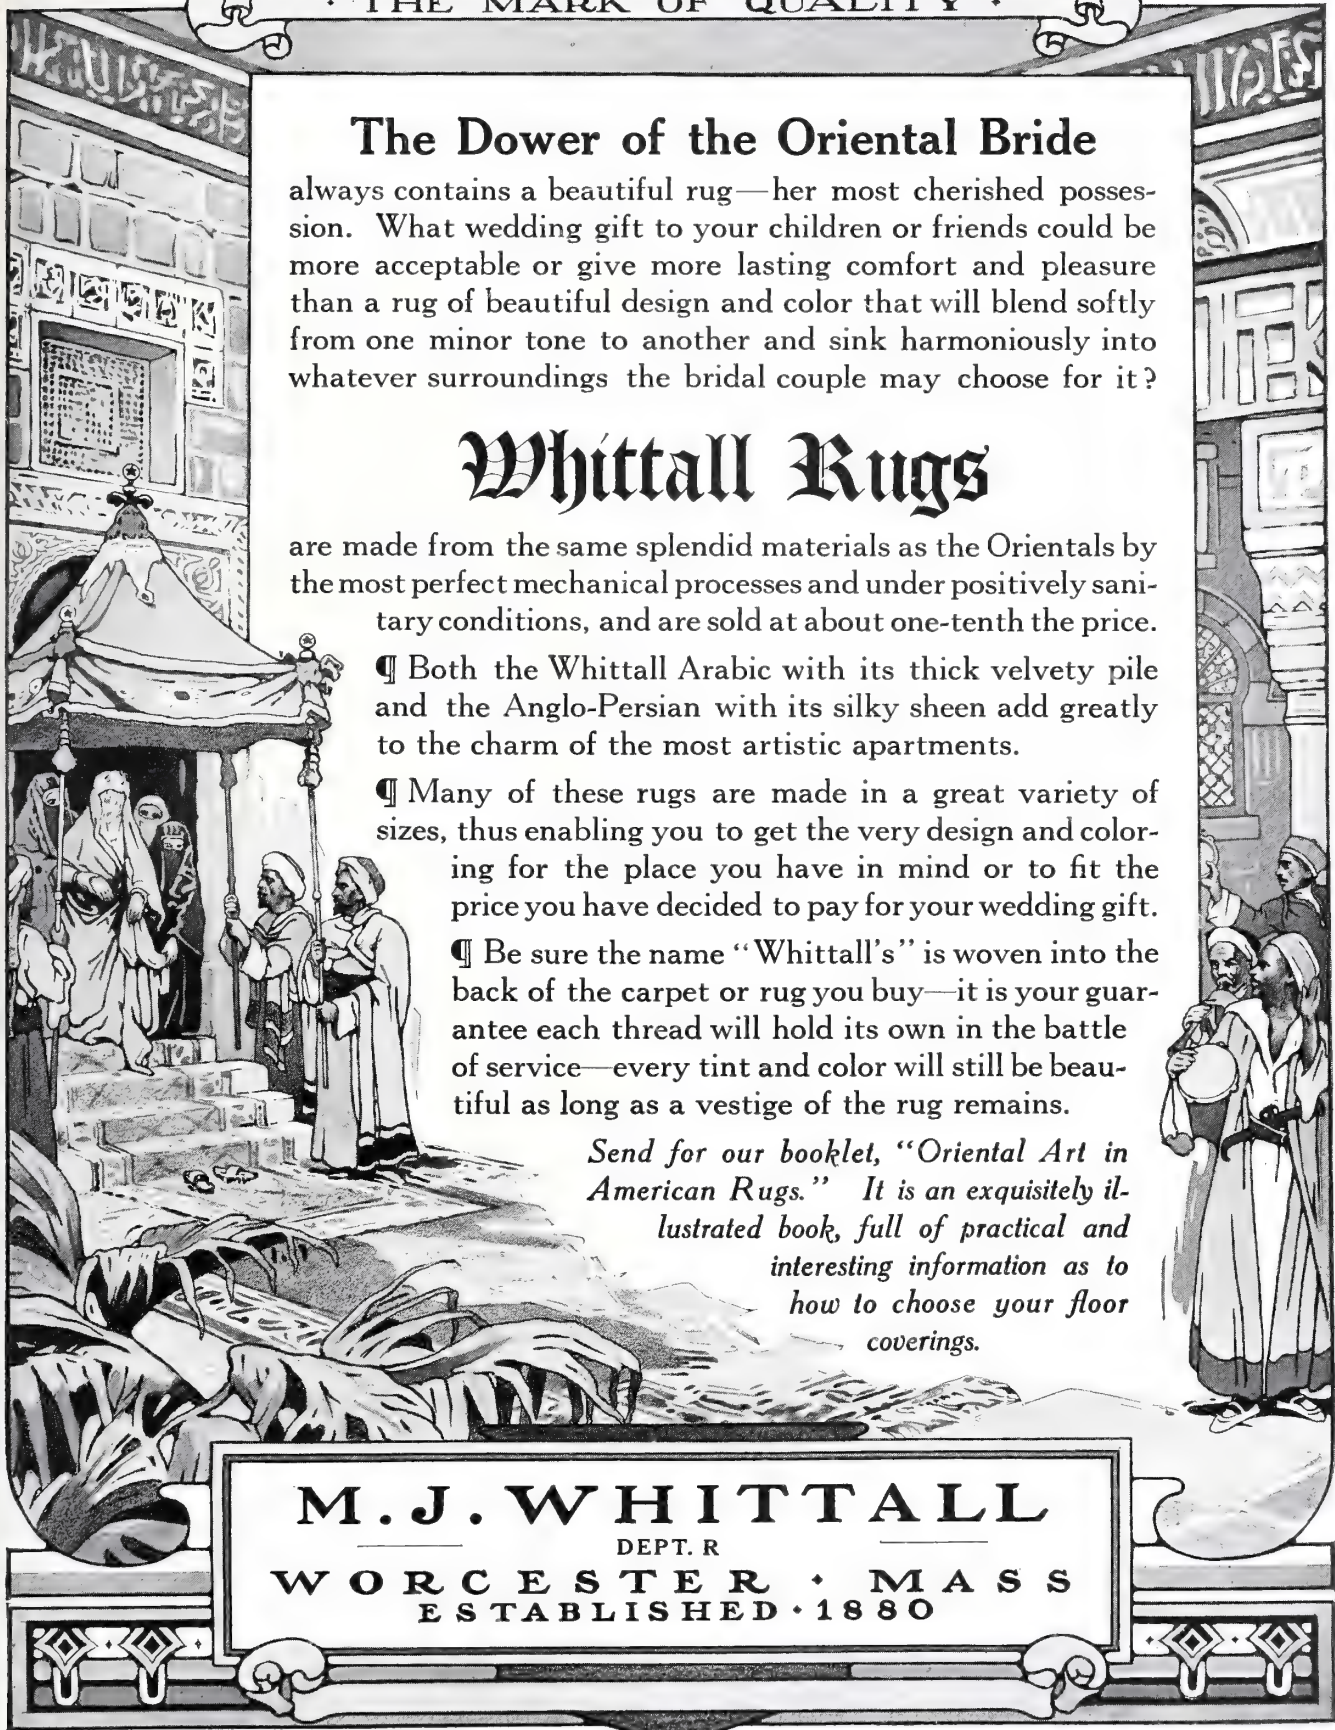 · THE MARK OF QUALITY ·
The Dower of the Oriental Bride
always contains a beautiful rug—her most cherished posses-
sion. What wedding gift to your children or friends could be
more acceptable or give more lasting comfort and pleasure
than a rug of beautiful design and color that will blend softly
from one minor tone to another and sink harmoniously into
whatever surroundings the bridal couple may choose for it?
Whittall Rugs
are made from the same splendid materials as the Orientals by
the most perfect mechanical processes and under positively sani-
tary conditions, and are sold at about one-tenth the price.
¶ Both the Whittall Arabic with its thick velvety pile
and the Anglo-Persian with its silky sheen add greatly
to the charm of the most artistic apartments.
¶ Many of these rugs are made in a great variety of
sizes, thus enabling you to get the very design and color-
ing for the place you have in mind or to fit the
price you have decided to pay for your wedding gift.
¶ Be sure the name “Whittall's” is woven into the
back of the carpet or rug you buy—it is your guar-
antee each thread will hold its own in the battle
of service—every tint and color will still be beau-
tiful as long as a vestige of the rug remains.
Send for our booklet, “Oriental Art in
American Rugs.” It is an exquisitely il-
lustrated book, full of practical and
interesting information as to
how to choose your floor
coverings.
M. J. WHITTALL
DEPT. R
WORCESTER · MASS
ESTABLISHED · 1880